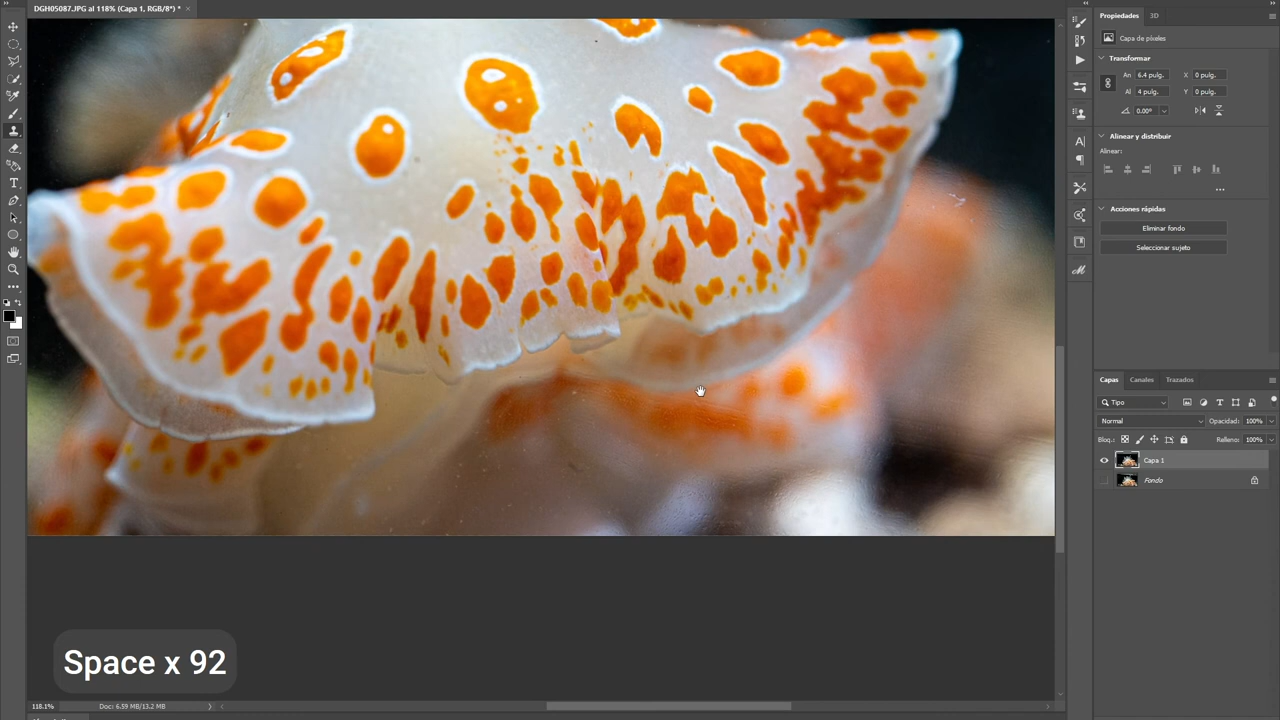 DGH05087.JPG al 118% (Capa 1, RGB/8*) * ×
Propiedades 3D
Capa de píxeles
Transformar
An 6.4 pulg. X 0 pulg.
Al 4 pulg. Y 0 pulg.
0.00°
Alinear y distribuir
Alinear:
Acciones rápidas
Eliminar fondo
Seleccionar sujeto
Capas Canales Trazados
Tipo
Normal Opacidad: 100%
Bloq.: Relleno: 100%
Capa 1
Fondo
Space x 92
118.1% Doc: 6.59 MB/13.2 MB